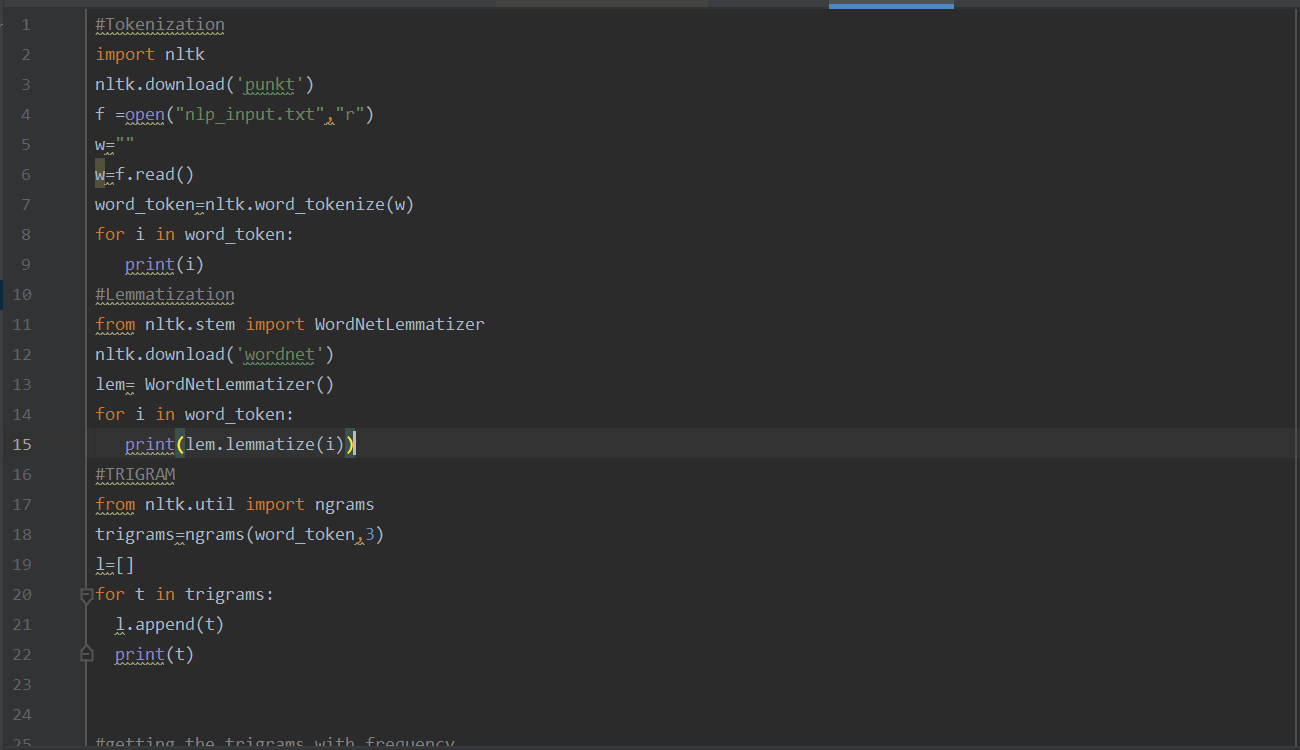 1 #Tokenization
2 import nltk
3 nltk.download('punkt')
4 f =open("nlp_input.txt","r")
5 w=""
6 w=f.read()
7 word_token=nltk.word_tokenize(w)
8 for i in word_token:
9 print(i)
10 #Lemmatization
11 from nltk.stem import WordNetLemmatizer
12 nltk.download('wordnet')
13 lem= WordNetLemmatizer()
14 for i in word_token:
15 print(lem.lemmatize(i))
16 #TRIGRAM
17 from nltk.util import ngrams
18 trigrams=ngrams(word_token,3)
19 l=[]
20 for t in trigrams:
21 l.append(t)
22 print(t)
23
24
25 #getting the trigrams with frequency